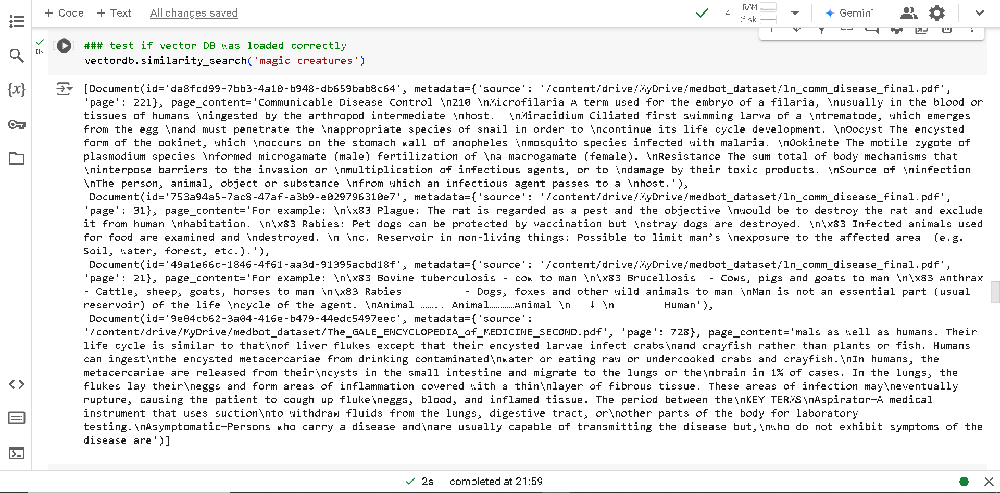 + Code + Text All changes saved
T4 RAM Disk Gemini
### test if vector DB was loaded correctly
0s
vectordb.similarity_search('magic creatures')
{x}
[Document(id='da8fcd99-7bb3-4a10-b948-db659bab8c64', metadata={'source': '/content/drive/MyDrive/medbot_dataset/ln_comm_disease_final.pdf',
'page': 221}, page_content='Communicable Disease Control \n210 \nMicrofilaria A term used for the embryo of a filaria, \nusually in the blood or
tissues of humans \ningested by the arthropod intermediate \nhost.  \nMiracidium Ciliated first swimming larva of a \ntrematode, which emerges
from the egg \nand must penetrate the \nappropriate species of snail in order to \ncontinue its life cycle development. \nOocyst The encysted
form of the ookinet, which \noccurs on the stomach wall of anopheles \nmosquito species infected with malaria. \nOokinete The motile zygote of
plasmodium species \nformed microgamate (male) fertilization of \na macrogamate (female). \nResistance The sum total of body mechanisms that
\ninterpose barriers to the invasion or \nmultiplication of infectious agents, or to \ndamage by their toxic products. \nSource of \ninfection
\nThe person, animal, object or substance \nfrom which an infectious agent passes to a \nhost.'),
Document(id='753a94a5-7ac8-47af-a3b9-e029796310e7', metadata={'source': '/content/drive/MyDrive/medbot_dataset/ln_comm_disease_final.pdf',
'page': 31}, page_content='For example: \n\x83 Plague: The rat is regarded as a pest and the objective \nwould be to destroy the rat and exclude
it from human \nhabitation. \n\x83 Rabies: Pet dogs can be protected by vaccination but \nstray dogs are destroyed. \n\x83 Infected animals used
for food are examined and \ndestroyed. \n \nc. Reservoir in non-living things: Possible to limit man’s \nexposure to the affected area  (e.g.
Soil, water, forest, etc.).'),
Document(id='49a1e66c-1846-4f61-aa3d-91395acbd18f', metadata={'source': '/content/drive/MyDrive/medbot_dataset/ln_comm_disease_final.pdf',
'page': 21}, page_content='For example: \n\x83 Bovine tuberculosis - cow to man \n\x83 Brucellosis  - Cows, pigs and goats to man \n\x83 Anthrax
- Cattle, sheep, goats, horses to man \n\x83 Rabies          - Dogs, foxes and other wild animals to man \nMan is not an essential part (usual
reservoir) of the life \ncycle of the agent. \nAnimal …….. Animal…………Animal \n   ↓ \n        Human'),
Document(id='9e04cb62-3a04-416e-b479-44edc5497eec', metadata={'source':
'/content/drive/MyDrive/medbot_dataset/The_GALE_ENCYCLOPEDIA_of_MEDICINE_SECOND.pdf', 'page': 728}, page_content='mals as well as humans. Their
life cycle is similar to that\nof liver flukes except that their encysted larvae infect crabs\nand crayfish rather than plants or fish. Humans
can ingest\nthe encysted metacercariae from drinking contaminated\nwater or eating raw or undercooked crabs and crayfish.\nIn humans, the
metacercariae are released from their\ncysts in the small intestine and migrate to the lungs or the\nbrain in 1% of cases. In the lungs, the
flukes lay their\neggs and form areas of inflammation covered with a thin\nlayer of fibrous tissue. These areas of infection may\neventually
rupture, causing the patient to cough up fluke\neggs, blood, and inflamed tissue. The period between the\nKEY TERMS\nAspirator—A medical
instrument that uses suction\nto withdraw fluids from the lungs, digestive tract, or\nother parts of the body for laboratory
testing.\nAsymptomatic—Persons who carry a disease and\nare usually capable of transmitting the disease but,\nwho do not exhibit symptoms of the
disease are')]
2s completed at 21:59